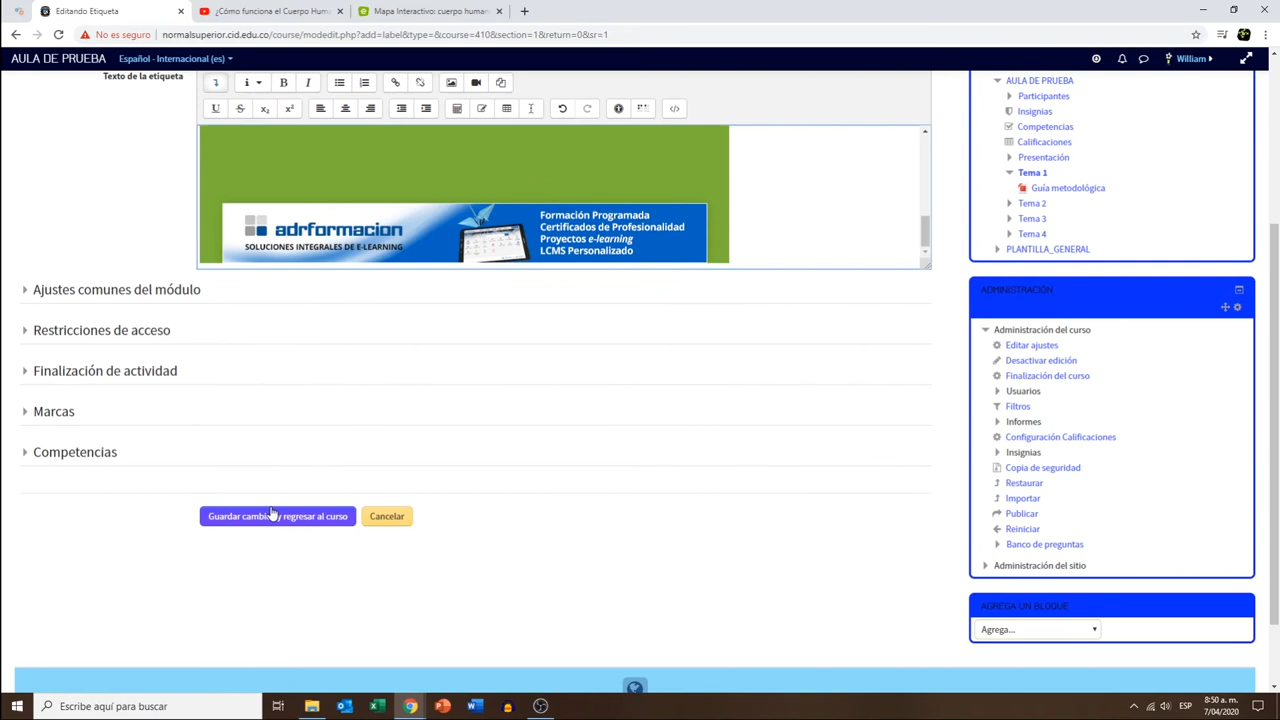 Editando Etiqueta
¿Cómo funciona el Cuerpo Huma
Mapa Interactivo: cuerpo human
No es seguro
normalsuperior.cid.edu.co/course/modedit.php?add=label&type=&course=410&section=1&return=0&sr=1
AULA DE PRUEBA
Español - Internacional (es)
William
Texto de la etiqueta
adrformacion
SOLUCIONES INTEGRALES DE E-LEARNING
Formación Programada
Certificados de Profesionalidad
Proyectos e-learning
LCMS Personalizado
Ajustes comunes del módulo
Restricciones de acceso
Finalización de actividad
Marcas
Competencias
Guardar cambi y regresar al curso
Cancelar
AULA DE PRUEBA
Participantes
Insignias
Competencias
Calificaciones
Presentación
Tema 1
Guía metodológica
Tema 2
Tema 3
Tema 4
PLANTILLA_GENERAL
ADMINISTRACIÓN
Administración del curso
Editar ajustes
Desactivar edición
Finalización del curso
Usuarios
Filtros
Informes
Configuración Calificaciones
Insignias
Copia de seguridad
Restaurar
Importar
Publicar
Reiniciar
Banco de preguntas
Administración del sitio
AGREGA UN BLOQUE
Agrega...
Escribe aquí para buscar
ESP
8:50 a. m.
7/04/2020